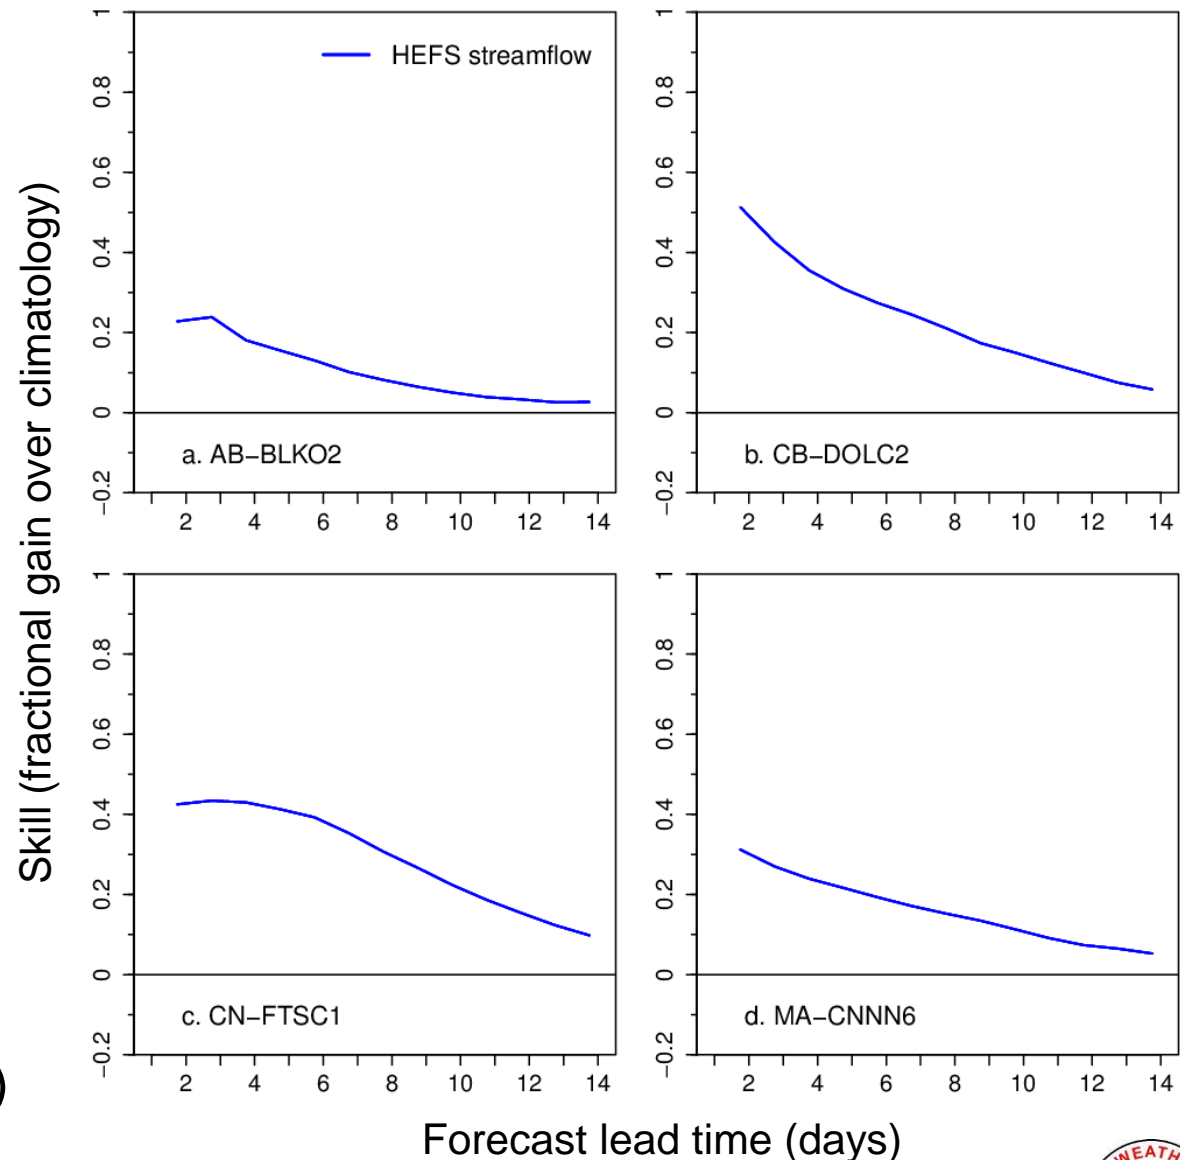 Skill (fractional gain over climatology)
1
0.8
0.6
0.4
0.2
0
−0.2
HEFS streamflow
a. AB−BLKO2
2 4 6 8 10 12 14
1
0.8
0.6
0.4
0.2
0
−0.2
b. CB−DOLC2
2 4 6 8 10 12 14
1
0.8
0.6
0.4
0.2
0
−0.2
c. CN−FTSC1
2 4 6 8 10 12 14
1
0.8
0.6
0.4
0.2
0
−0.2
d. MA−CNNN6
2 4 6 8 10 12 14
)
Forecast lead time (days)
WEATH